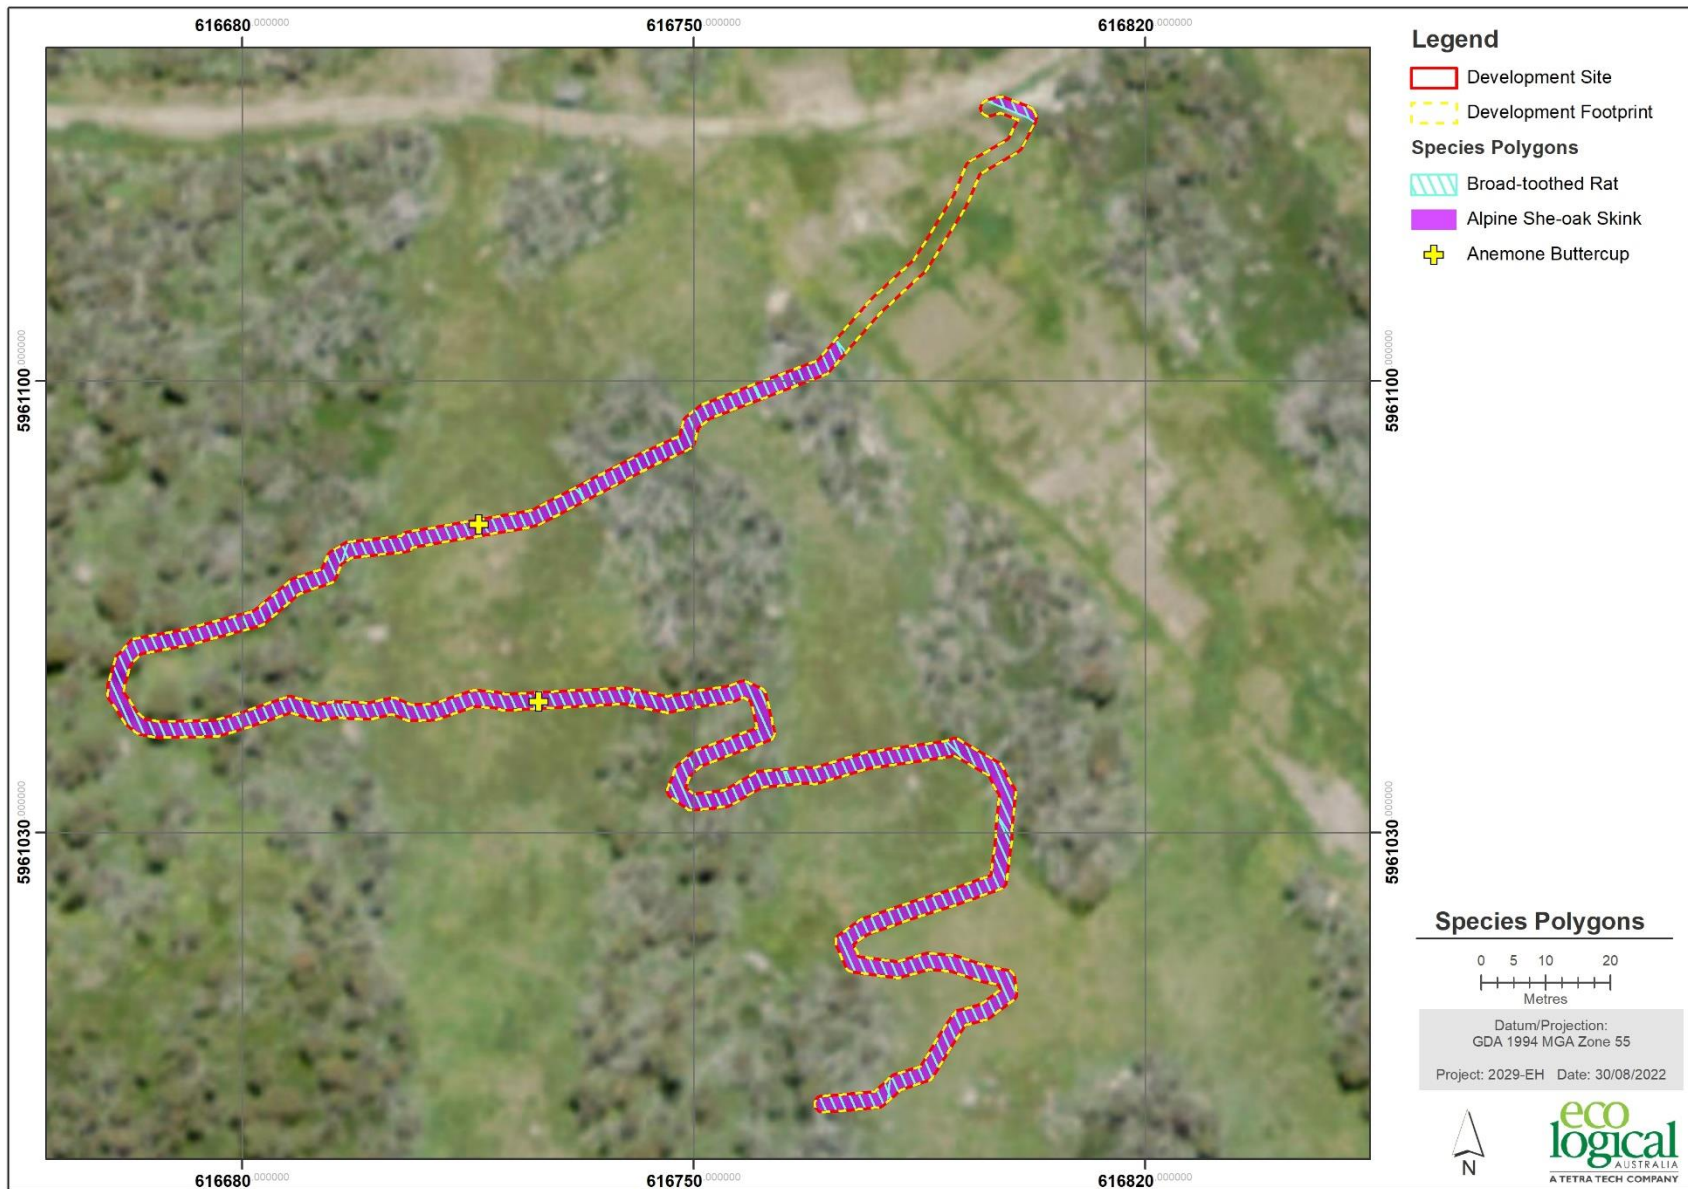 616680.000000 616750.000000 616820.000000
5961100.000000
5961030.000000
5961100.000000
5961030.000000
616680.000000 616750.000000 616820.000000
Legend
Development Site
Development Footprint
Species Polygons
Broad-toothed Rat
Alpine She-oak Skink
Anemone Buttercup
Species Polygons
0 5 10 20
Metres
Datum/Projection:
GDA 1994 MGA Zone 55
Project: 2029-EH Date: 30/08/2022
N
eco
logical
AUSTRALIA
A TETRA TECH COMPANY